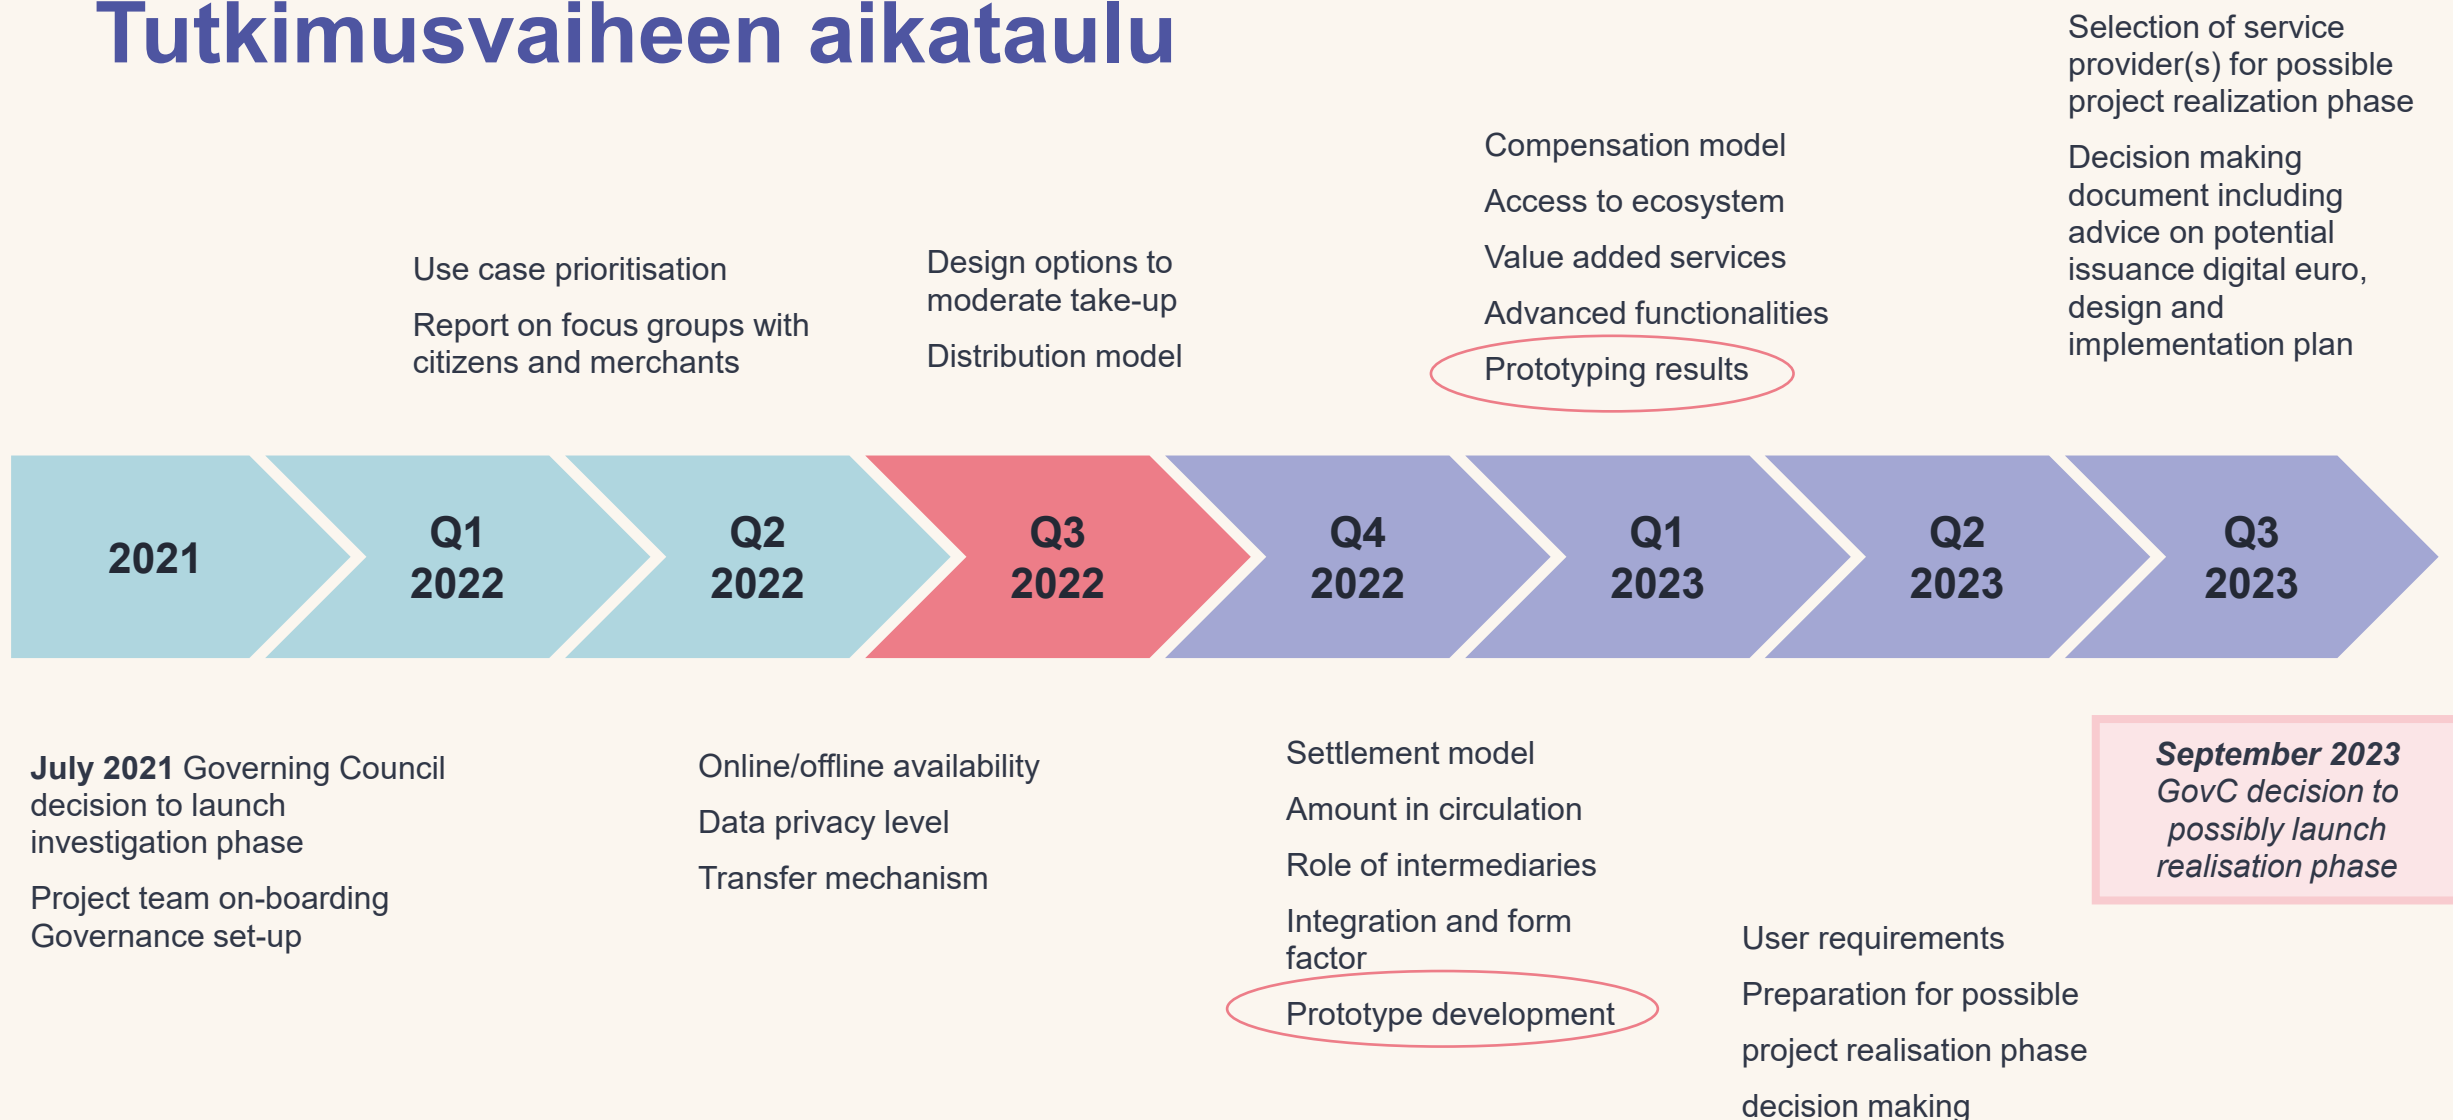 Tutkimusvaiheen aikataulu
Selection of service
provider(s) for possible
project realization phase
Decision making
document including
advice on potential
issuance digital euro,
design and
implementation plan
Compensation model
Access to ecosystem
Value added services
Advanced functionalities
Prototyping results
Use case prioritisation
Report on focus groups with
citizens and merchants
Design options to
moderate take-up
Distribution model
2021
Q1
2022
Q2
2022
Q3
2022
Q4
2022
Q1
2023
Q2
2023
Q3
2023
July 2021 Governing Council
decision to launch
investigation phase
Project team on-boarding
Governance set-up
Online/offline availability
Data privacy level
Transfer mechanism
Settlement model
Amount in circulation
Role of intermediaries
Integration and form
factor
Prototype development
User requirements
Preparation for possible
project realisation phase
decision making
September 2023
GovC decision to
possibly launch
realisation phase